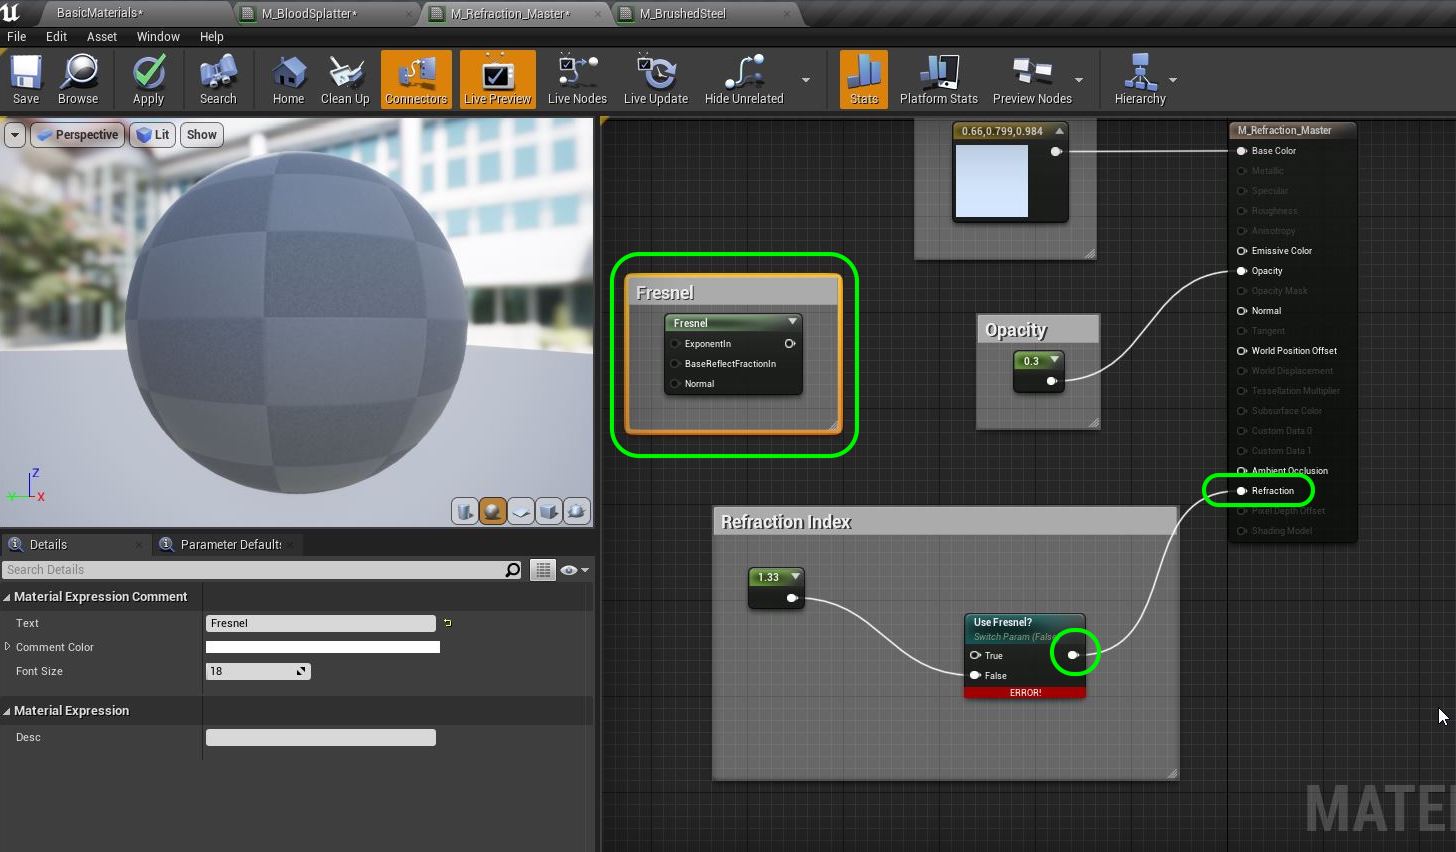 BasicMaterials*
M_BloodSplatter*
M_Refraction_Master*
M_BrushedSteel
File Edit Asset Window Help
Save Browse Apply Search Home Clean Up Connectors Live Preview Live Nodes Live Update Hide Unrelated Stats Platform Stats Preview Nodes Hierarchy
Perspective Lit Show
Z
Y
X
0.66,0.799,0.984
Fresnel
Fresnel
ExponentIn
BaseReflectFractionIn
Normal
Opacity
0.3
M_Refraction_Master
Base Color
Metallic
Specular
Roughness
Anisotropy
Emissive Color
Opacity
Opacity Mask
Normal
Tangent
World Position Offset
World Displacement
Tessellation Multiplier
Subsurface Color
Custom Data 0
Custom Data 1
Ambient Occlusion
Refraction
Pixel Depth Offset
Shading Model
Refraction Index
1.33
Use Fresnel?
Switch Param (False
True
False
ERROR!
MATE
Details
Parameter Default
Search Details
Material Expression Comment
Text Fresnel
Comment Color
Font Size 18
Material Expression
Desc